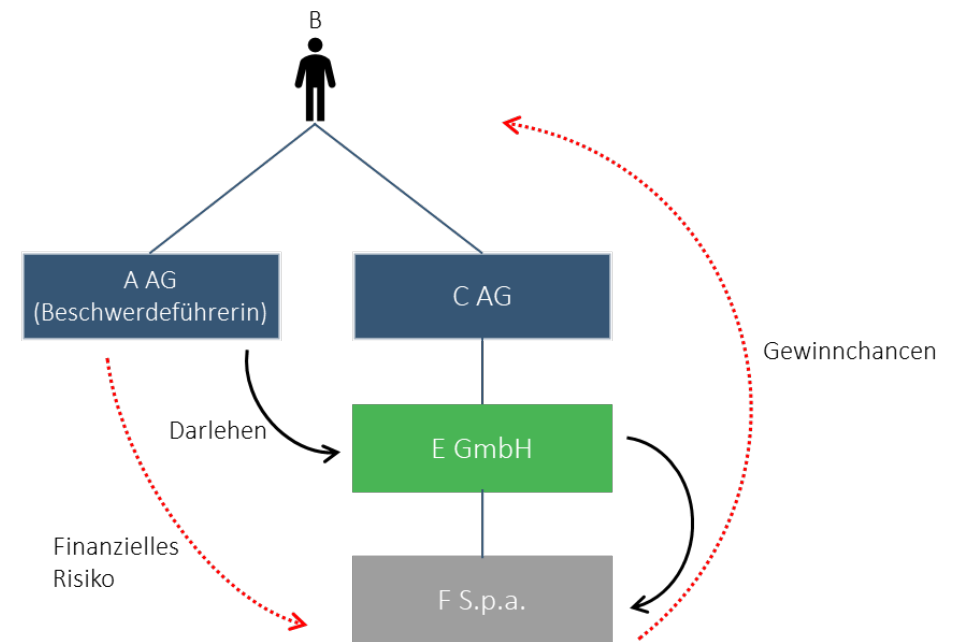 B
A AG
(Beschwerdeführerin)
C AG
Gewinnchancen
Darlehen
E GmbH
Finanzielles
Risiko
F S.p.a.